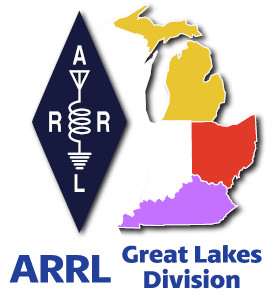 A
R R
L
ARRL
Great Lakes
Division